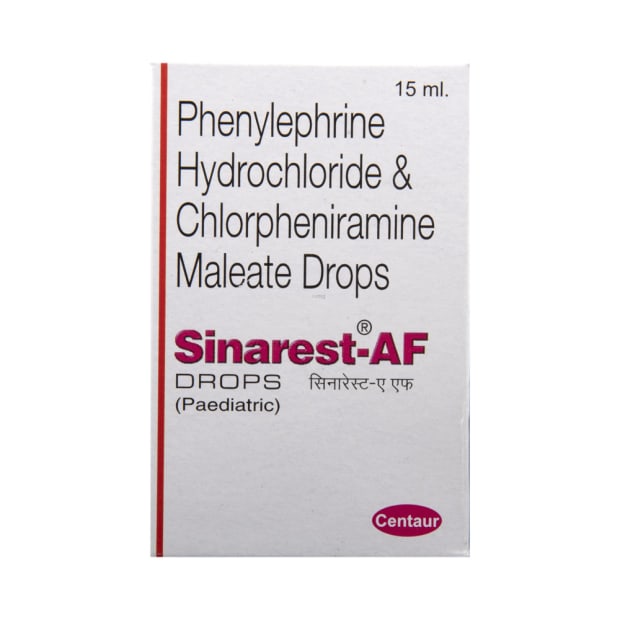 15 ml.
Phenylephrine
Hydrochloride &
Chlorpheniramine
Maleate Drops
Sinarest®-AF
DROPS सिनारेस्ट-ए एफ
(Paediatric)
Centaur